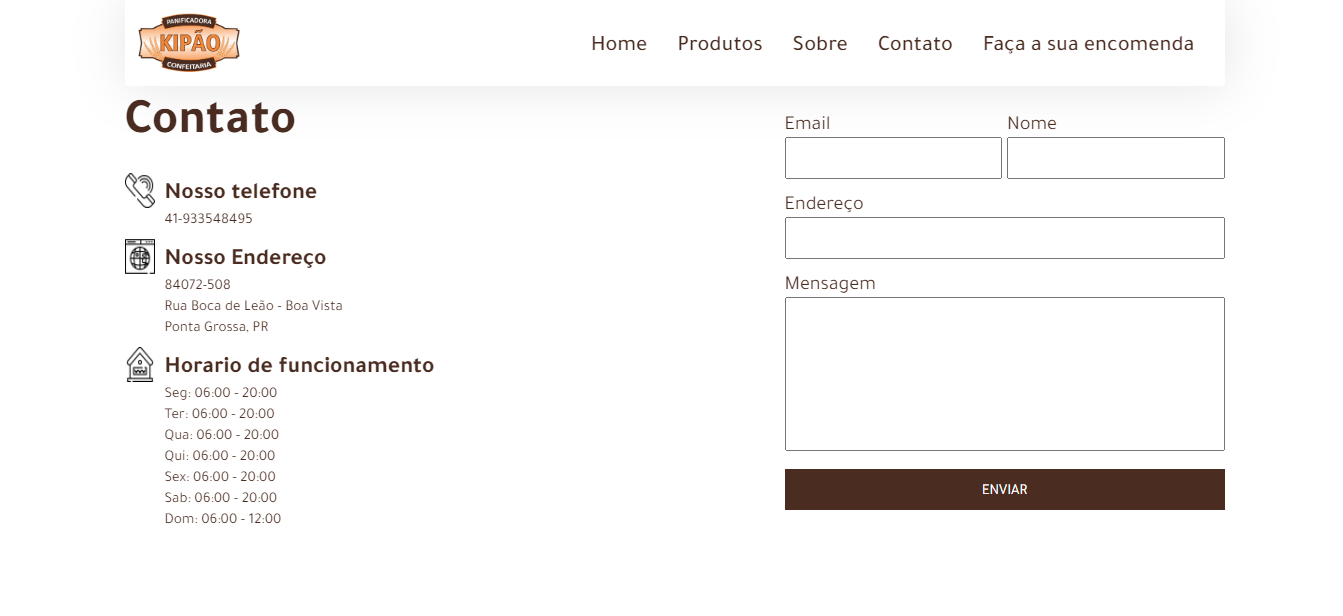 PANIFICADORA
KIPÃO
CONFEITARIA
Home Produtos Sobre Contato Faça a sua encomenda
Contato
Nosso telefone
41-933548495
Nosso Endereço
84072-508
Rua Boca de Leão - Boa Vista
Ponta Grossa, PR
Horario de funcionamento
Seg: 06:00 - 20:00
Ter: 06:00 - 20:00
Qua: 06:00 - 20:00
Qui: 06:00 - 20:00
Sex: 06:00 - 20:00
Sab: 06:00 - 20:00
Dom: 06:00 - 12:00
Email Nome
Endereço
Mensagem
ENVIAR